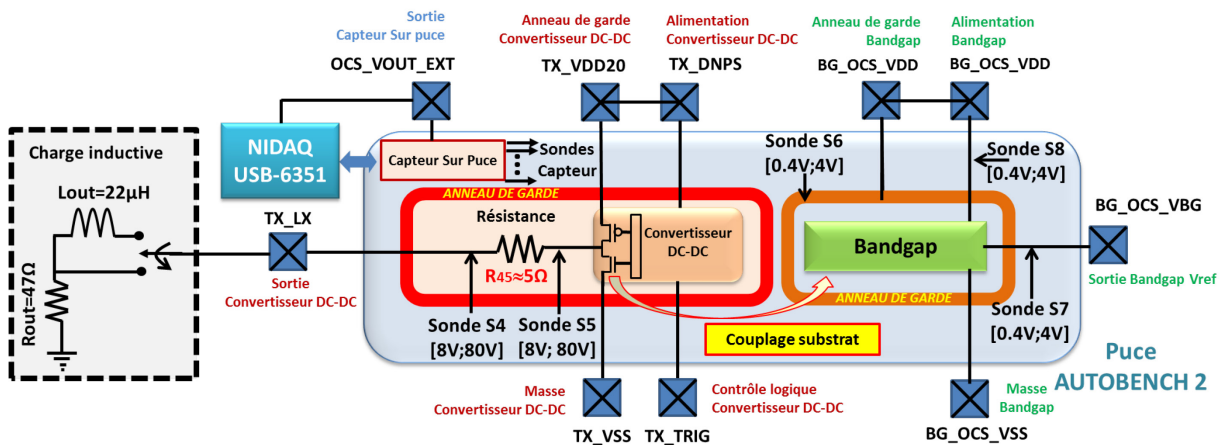 Sortie
Capteur Sur puce
OCS_VOUT_EXT
Anneau de garde
Convertisseur DC-DC
TX_VDD20
Alimentation
Convertisseur DC-DC
TX_DNPS
Anneau de garde
Bandgap
BG_OCS_VDD
Alimentation
Bandgap
BG_OCS_VDD
NIDAQ
USB-6351
Charge inductive
Lout=22µH
Rout=47Ω
TX_LX
Sortie
Convertisseur DC-DC
Capteur Sur Puce
Sondes
Capteur
ANNEAU DE GARDE
Résistance
R45≈5Ω
Convertisseur
DC-DC
Sonde S4
[8V;80V]
Sonde S5
[8V; 80V]
Sonde S6
[0.4V;4V]
Sonde S8
[0.4V;4V]
Bandgap
ANNEAU DE GARDE
BG_OCS_VBG
Sortie Bandgap Vref
Sonde S7
[0.4V;4V]
Couplage substrat
Puce
AUTOBENCH 2
Masse
Convertisseur DC-DC
TX_VSS
Contrôle logique
Convertisseur DC-DC
TX_TRIG
Masse
Bandgap
BG_OCS_VSS